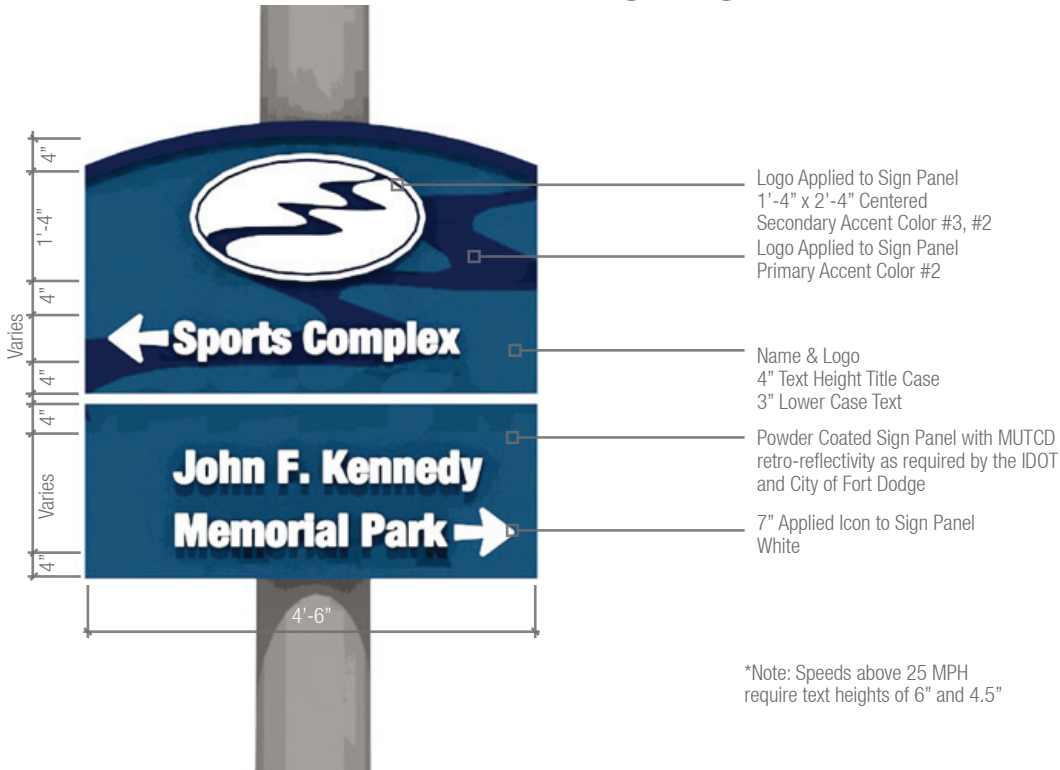 4”
1’-4”
4”
Varies
4”
4”
Varies
4”
Sports Complex
John F. Kennedy
Memorial Park
4’-6”
Logo Applied to Sign Panel
1’-4” x 2’-4” Centered
Secondary Accent Color #3, #2
Logo Applied to Sign Panel
Primary Accent Color #2
Name & Logo
4” Text Height Title Case
3” Lower Case Text
Powder Coated Sign Panel with MUTCD
retro-reflectivity as required by the IDOT
and City of Fort Dodge
7” Applied Icon to Sign Panel
White
*Note: Speeds above 25 MPH
require text heights of 6” and 4.5”